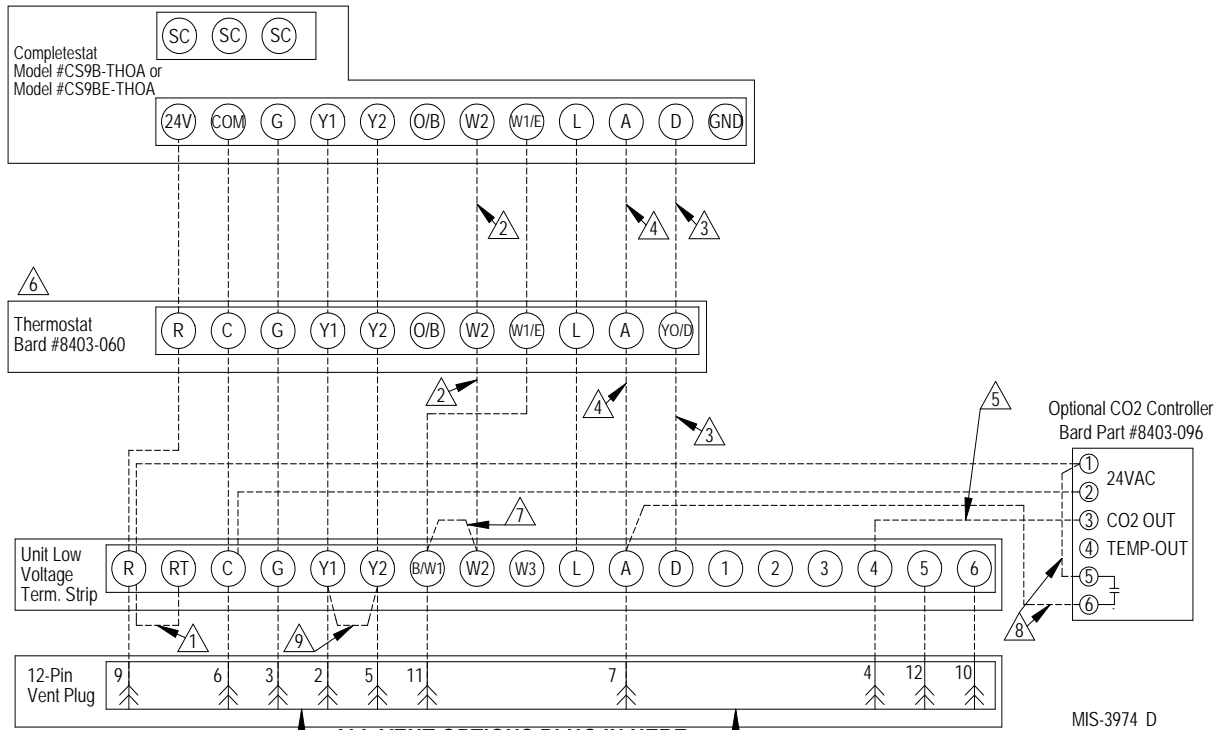 SC SC SC
Completestat
Model #CS9B-THOA or
Model #CS9BE-THOA
24V COM G Y1 Y2 O/B W2 W1/E L A D GND
2 4 3
6
Thermostat
Bard #8403-060
R C G Y1 Y2 O/B W2 W1/E L A YO/D
2 4 3 5
Optional CO2 Controller
Bard Part #8403-096
1
24VAC
2
3 CO2 OUT
4 TEMP-OUT
5
6
7
8
Unit Low
Voltage
Term. Strip
R RT C G Y1 Y2 B/W1 W2 W3 L A D 1 2 3 4 5 6
1 9
12-Pin
Vent Plug
9 6 3 2 5 11 7 4 12 10
MIS-3974 D